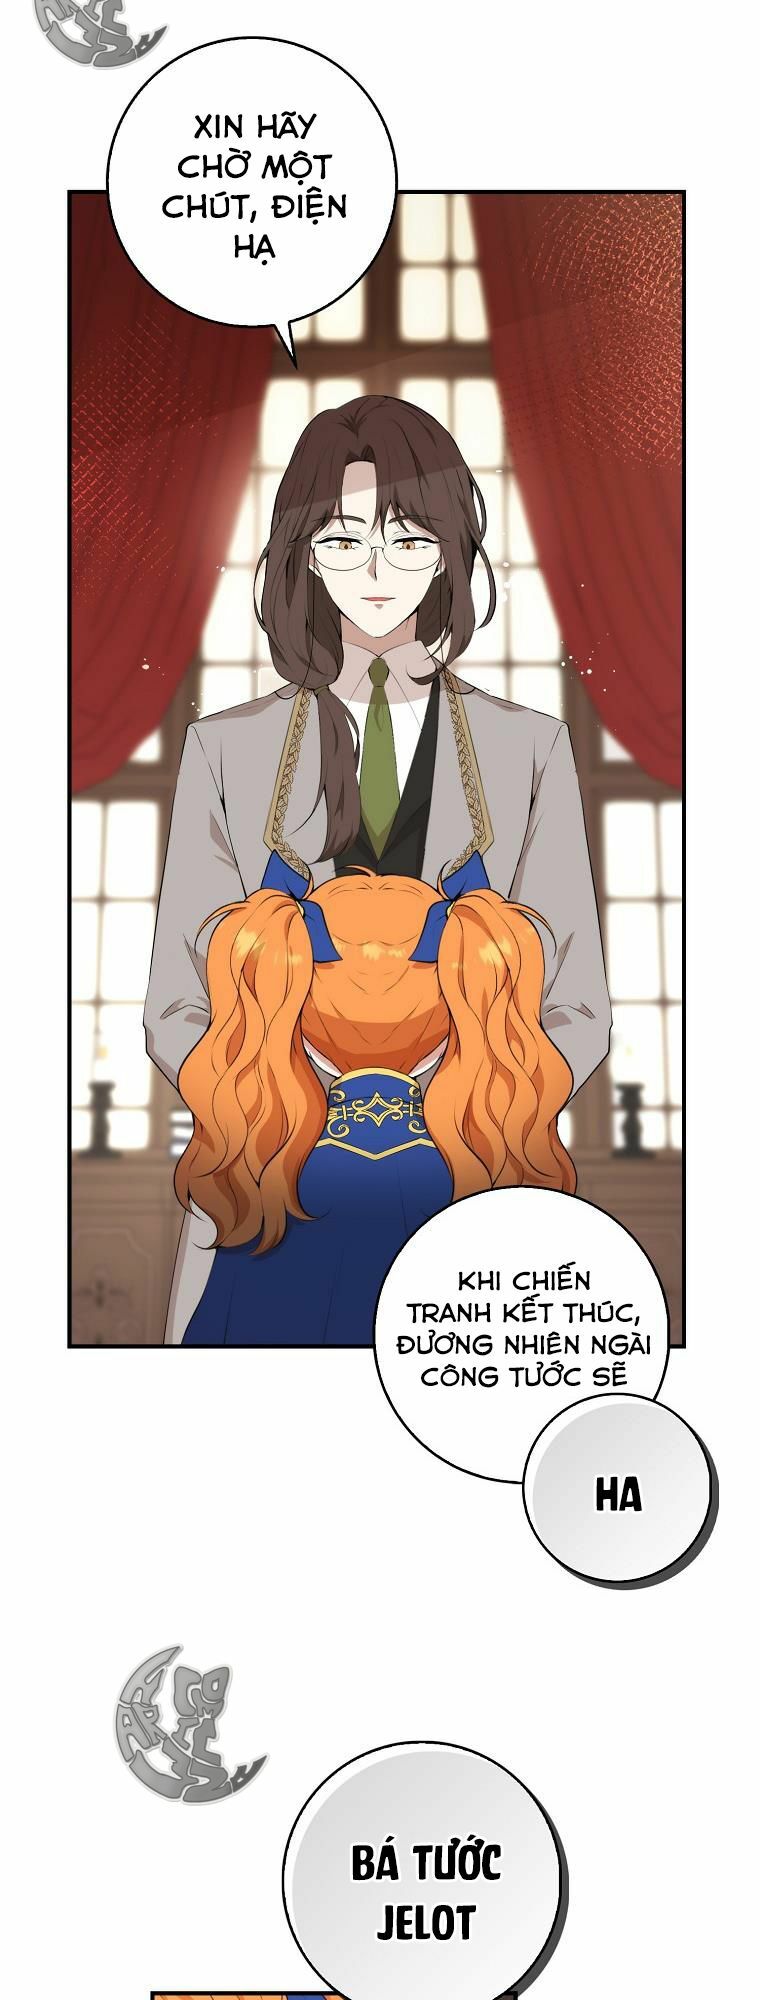 XIN HÃY
CHỜ MỘT
CHÚT, ĐIỆN
HẠ
KHI CHIẾN
TRANH KẾT THÚC,
ĐƯƠNG NHIÊN NGÀI
CÔNG TƯỚC SẼ
HA
BÁ TƯỚC
JELOT